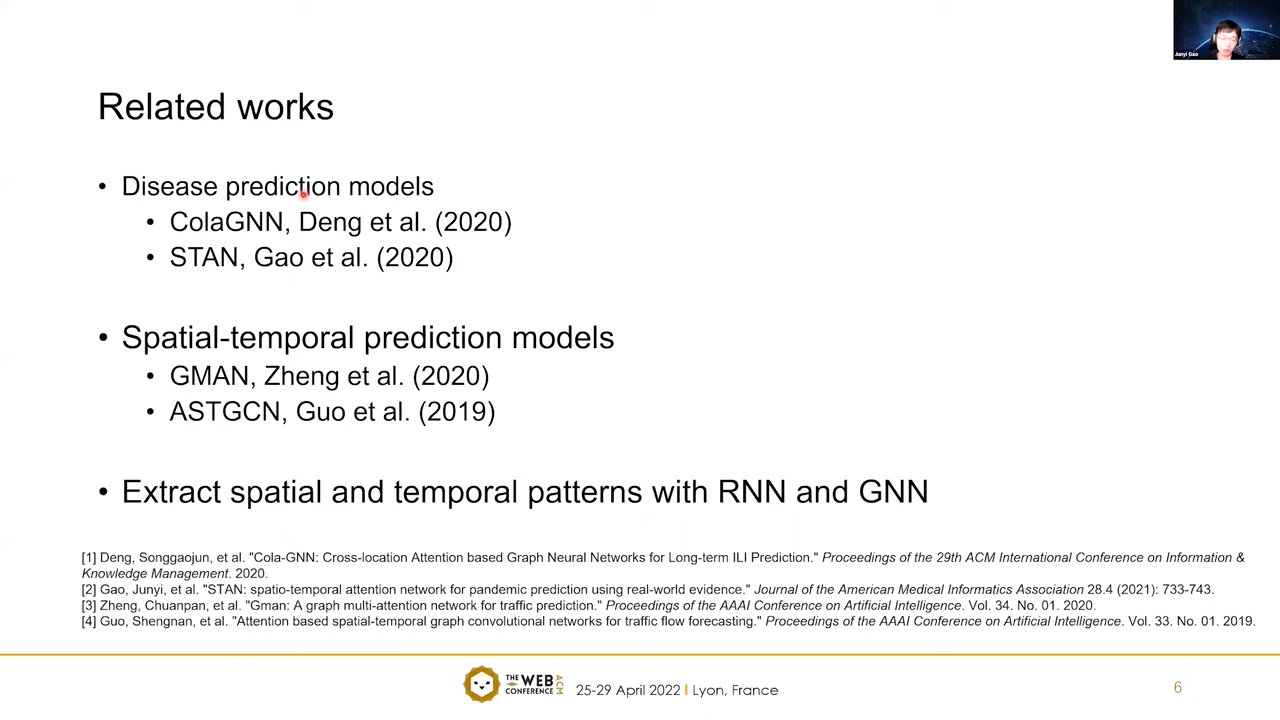 Junyi Gao
Related works
• Disease prediction models
• ColaGNN, Deng et al. (2020)
• STAN, Gao et al. (2020)
• Spatial-temporal prediction models
• GMAN, Zheng et al. (2020)
• ASTGCN, Guo et al. (2019)
• Extract spatial and temporal patterns with RNN and GNN
[1] Deng, Songgaojun, et al. "Cola-GNN: Cross-location Attention based Graph Neural Networks for Long-term ILI Prediction." Proceedings of the 29th ACM International Conference on Information &
Knowledge Management. 2020.
[2] Gao, Junyi, et al. "STAN: spatio-temporal attention network for pandemic prediction using real-world evidence." Journal of the American Medical Informatics Association 28.4 (2021): 733-743.
[3] Zheng, Chuanpan, et al. "Gman: A graph multi-attention network for traffic prediction." Proceedings of the AAAI Conference on Artificial Intelligence. Vol. 34. No. 01. 2020.
[4] Guo, Shengnan, et al. "Attention based spatial-temporal graph convolutional networks for traffic flow forecasting." Proceedings of the AAAI Conference on Artificial Intelligence. Vol. 33. No. 01. 2019.
THE WEB
CONFERENCE
ACM
25-29 April 2022 | Lyon, France
6